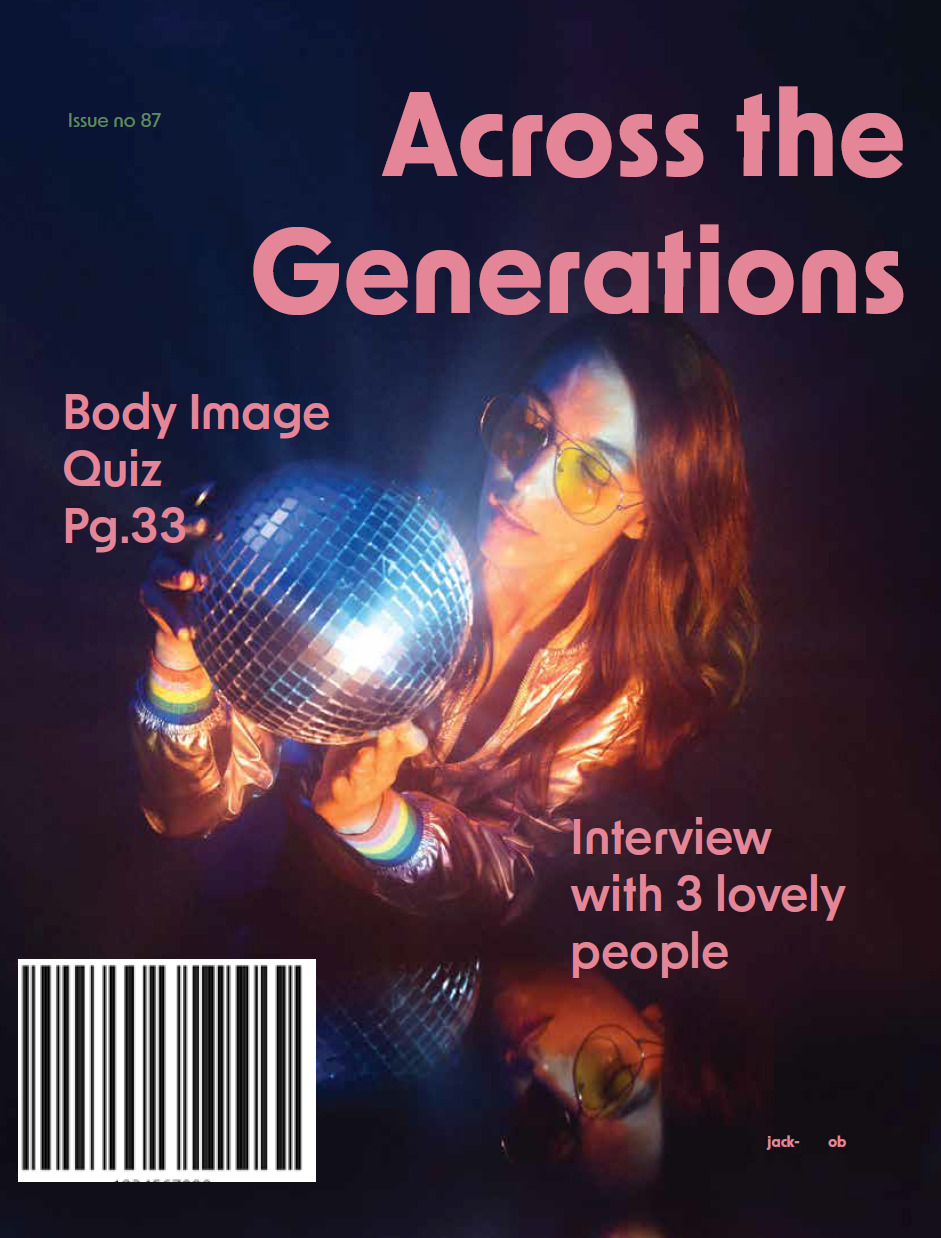 Issue no 87
Across the
Generations
Body Image
Quiz
Pg.33
Interview
with 3 lovely
people
jack- ob